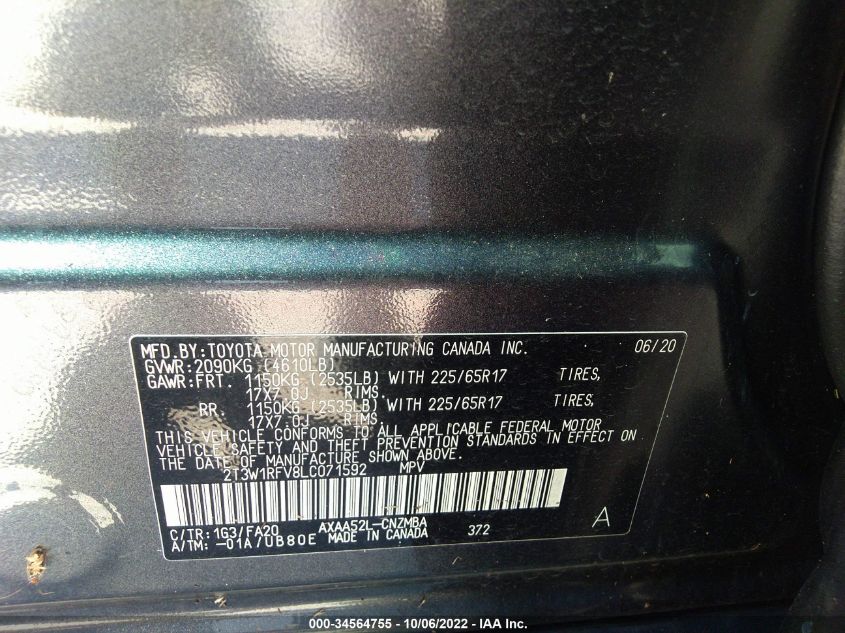 MFD.BY:TOYOTA MOTOR MANUFACTURING CANADA INC. 06/20
GVWR:2090KG (4610LB)
GAWR:FRT. 1150KG (2535LB) WITH 225/65R17 TIRES,
17X7.0J RIMS.
RR. 1150KG (2535LB) WITH 225/65R17 TIRES,
17X7.0J RIMS.
THIS VEHICLE CONFORMS TO ALL APPLICABLE FEDERAL MOTOR
VEHICLE SAFETY AND THEFT PREVENTION STANDARDS IN EFFECT ON
THE DATE OF MANUFACTURE SHOWN ABOVE.
2T3W1RFV8LC071592 MPV
C/TR:1G3/FA20 AXAA52L-CNZMBA A
A/TM:-01A/UB80E MADE IN CANADA 372
000-34564755 - 10/06/2022 - IAA Inc.